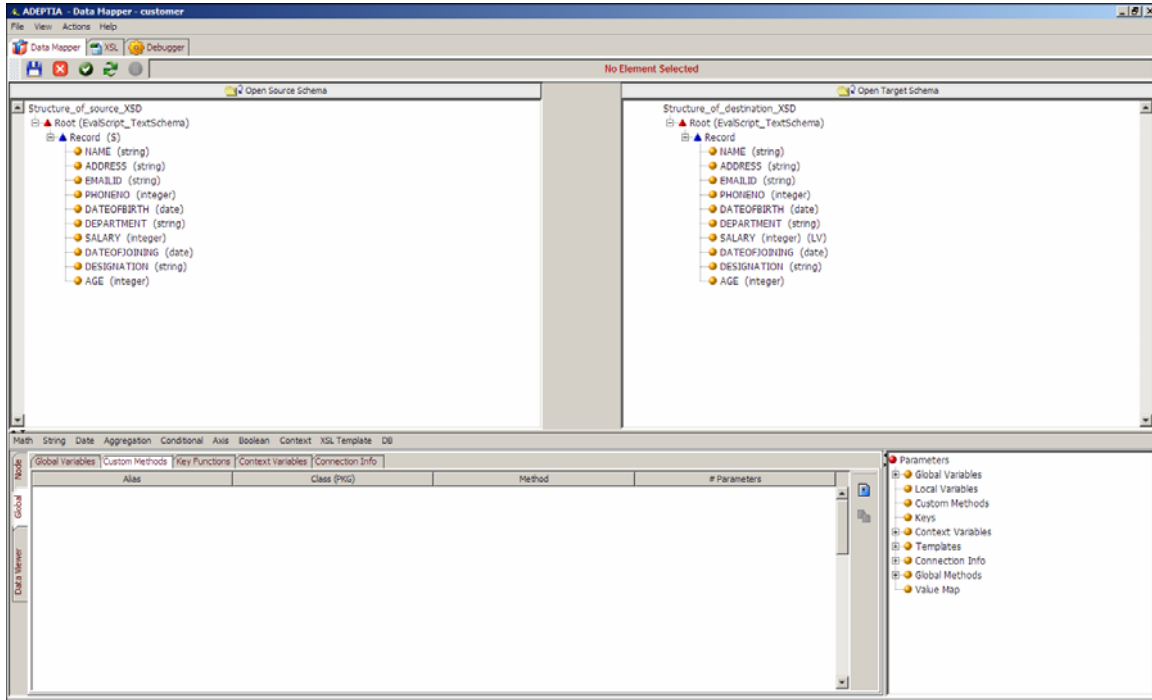 ADEPTIA - Data Mapper - customer
File View Actions Help
Data Mapper XSL Debugger
No Element Selected
Open Source Schema
Open Target Schema
Structure_of_source_XSD
Root (EvalScript_TextSchema)
Record (S)
NAME (string)
ADDRESS (string)
EMAILID (string)
PHONENO (integer)
DATEOFBIRTH (date)
DEPARTMENT (string)
SALARY (integer)
DATEOFJOINING (date)
DESIGNATION (string)
AGE (integer)
Structure_of_destination_XSD
Root (EvalScript_TextSchema)
Record
NAME (string)
ADDRESS (string)
EMAILID (string)
PHONENO (integer)
DATEOFBIRTH (date)
DEPARTMENT (string)
SALARY (integer) (LV)
DATEOFJOINING (date)
DESIGNATION (string)
AGE (integer)
Math String Date Aggregation Conditional Axis Boolean Context XSL Template DB
Node
Global
Data Viewer
Global Variables Custom Methods Key Functions Context Variables Connection Info
Alias Class (PKG) Method # Parameters
Parameters
Global Variables
Local Variables
Custom Methods
Keys
Context Variables
Templates
Connection Info
Global Methods
Value Map